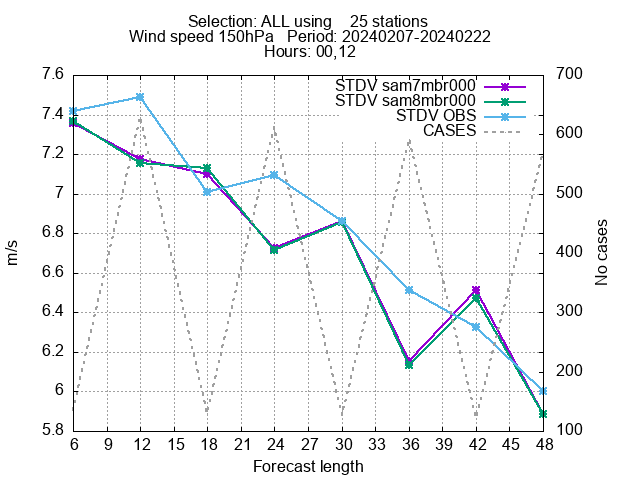 Selection: ALL using    25 stations
Wind speed 150hPa   Period: 20240207-20240222
Hours: 00,12
STDV sam7mbr000
STDV sam8mbr000
STDV OBS
CASES
7.6
7.4
7.2
7
6.8
6.6
6.4
6.2
6
5.8
m/s
700
600
500
400
300
200
100
No cases
6 12 15 18 21 24 27 30 33 36 39 42 45 48
Forecast length